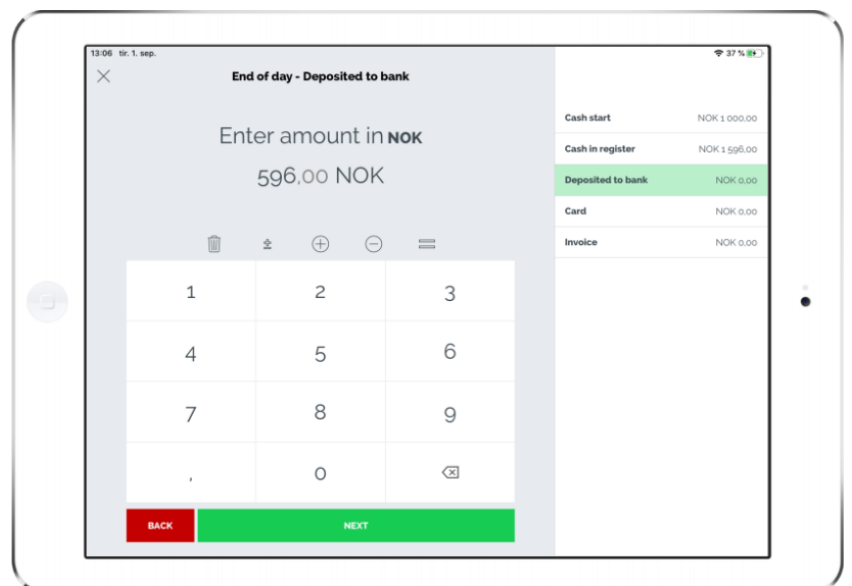 13:06 tir. 1. sep.
37 %
End of day - Deposited to bank
Enter amount in NOK
596,00 NOK
1 2 3
4 5 6
7 8 9
, 0
BACK NEXT
Cash start NOK 1 000,00
Cash in register NOK 1 596,00
Deposited to bank NOK 0,00
Card NOK 0,00
Invoice NOK 0,00